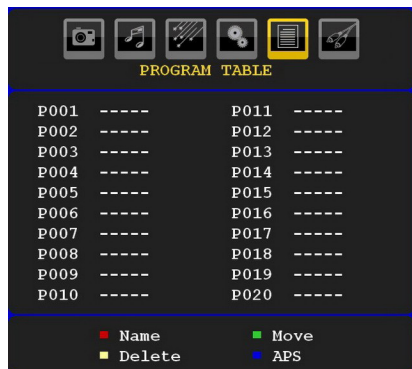 PROGRAM TABLE
P001 ----- P011 -----
P002 ----- P012 -----
P003 ----- P013 -----
P004 ----- P014 -----
P005 ----- P015 -----
P006 ----- P016 -----
P007 ----- P017 -----
P008 ----- P018 -----
P009 ----- P019 -----
P010 ----- P020 -----
Name Move
Delete APS